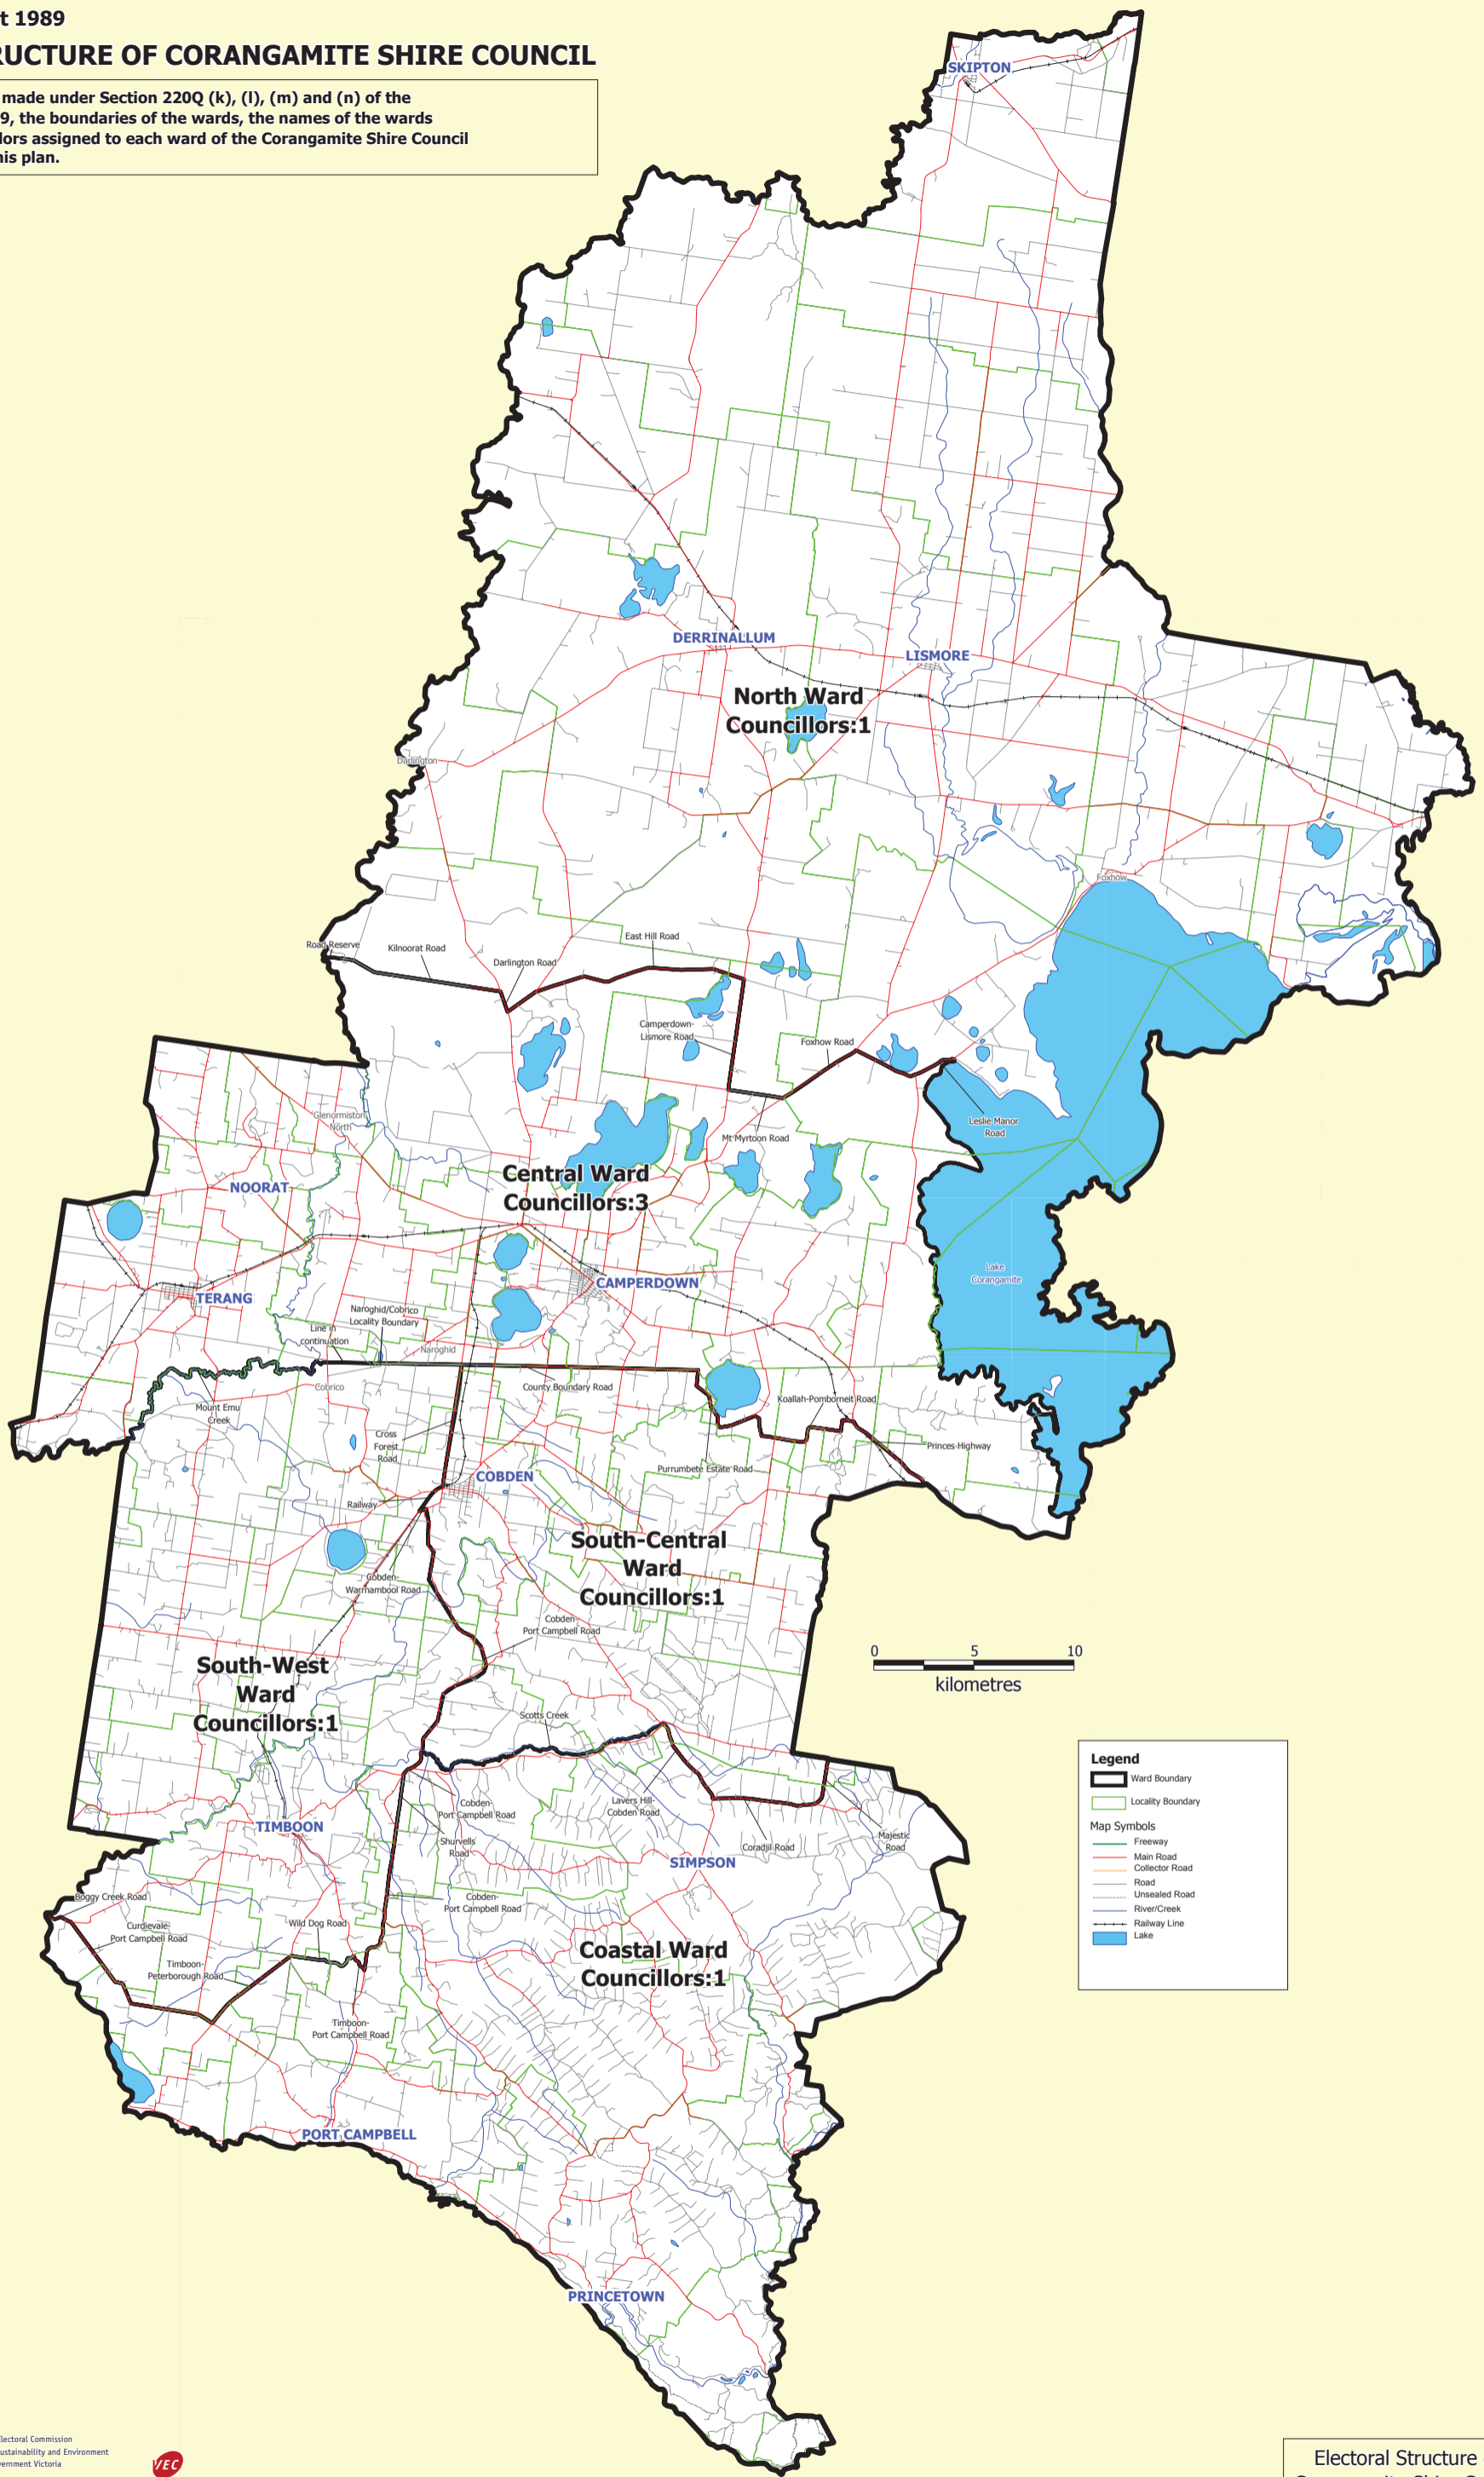 t 1989
RUCTURE OF CORANGAMITE SHIRE COUNCIL
made under Section 220Q (k), (l), (m) and (n) of the
9, the boundaries of the wards, the names of the wards
lors assigned to each ward of the Corangamite Shire Council
his plan.
SKIPTON
DERRINALLUM
LISMORE
North Ward
Councillors:1
Darlington
Foxhow
Road Reserve
Kilnoorat Road
Darlington Road
East Hill Road
Camperdown-
Lismore Road
Foxhow Road
Mt Myrtoon Road
Leslie Manor
Road
Glenormiston
North
NOORAT
Central Ward
Councillors:3
Lake
Corangamite
CAMPERDOWN
TERANG
Naroghid/Cobrico
Locality Boundary
Line in
continuation
Naroghid
Cobrico
County Boundary Road
Koallah-Pomborneit Road
Mount Emu
Creek
Cross
Forest
Road
Princes Highway
Purrumbete Estate Road
COBDEN
Railway
South-Central
Ward
Councillors:1
Cobden-
Warrnambool Road
Cobden-
Port Campbell Road
0 5 10
kilometres
South-West
Ward
Councillors:1
Scotts Creek
Legend
Ward Boundary
Locality Boundary
Map Symbols
Freeway
Main Road
Collector Road
Road
Unsealed Road
River/Creek
Railway Line
Lake
Cobden-
Port Campbell Road
Lavers Hill-
Cobden Road
TIMBOON
Shurvells
Road
Coradjil Road
Majestic
Road
SIMPSON
Boggy Creek Road
Cobden-
Port Campbell Road
Curdievale-
Port Campbell Road
Wild Dog Road
Timboon-
Peterborough Road
Coastal Ward
Councillors:1
Timboon-
Port Campbell Road
PORT CAMPBELL
PRINCETOWN
lectoral Commission
ustainability and Environment
vernment Victoria
VEC
Electoral Structure